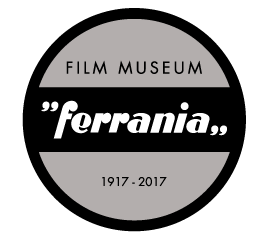 FILM MUSEUM
”ferrania„
1917 - 2017